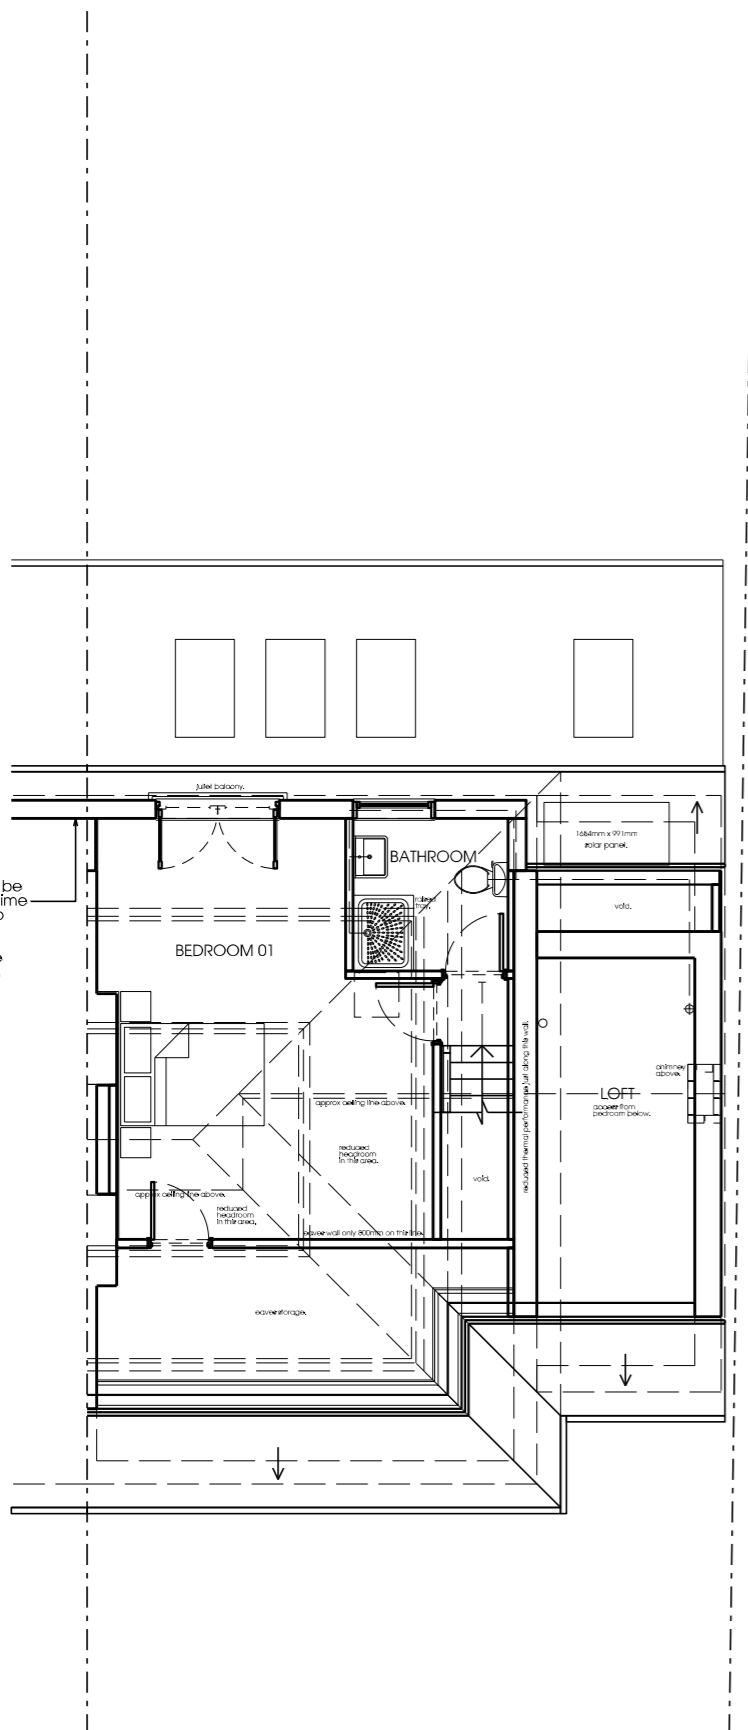 juliet balcony.
1684mm x 991mm
solar panel.
BATHROOM
be
time
raised
tray.
void.
BEDROOM 01
reduced thermal performance just along this wall.
chimney
above.
LOFT
access from
bedroom below.
approx ceiling line above.
reduced
headroom
in this area.
void.
approx ceiling line above.
reduced
headroom
in this area.
eaves wall only 800mm on this line.
eaves storage.